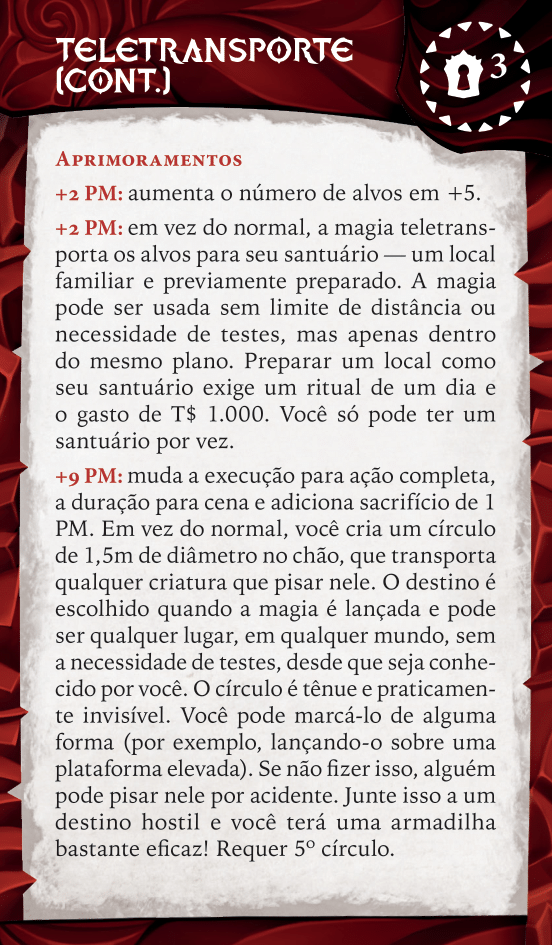 TELETRANSPORTE
(CONT.)
3
APRIMORAMENTOS
+2 PM: aumenta o número de alvos em +5.
+2 PM: em vez do normal, a magia teletrans-
porta os alvos para seu santuário — um local
familiar e previamente preparado. A magia
pode ser usada sem limite de distância ou
necessidade de testes, mas apenas dentro
do mesmo plano. Preparar um local como
seu santuário exige um ritual de um dia e
o gasto de T$ 1.000. Você só pode ter um
santuário por vez.
+9 PM: muda a execução para ação completa,
a duração para cena e adiciona sacrifício de 1
PM. Em vez do normal, você cria um círculo
de 1,5m de diâmetro no chão, que transporta
qualquer criatura que pisar nele. O destino é
escolhido quando a magia é lançada e pode
ser qualquer lugar, em qualquer mundo, sem
a necessidade de testes, desde que seja conhe-
cido por você. O círculo é tênue e praticamen-
te invisível. Você pode marcá-lo de alguma
forma (por exemplo, lançando-o sobre uma
plataforma elevada). Se não fizer isso, alguém
pode pisar nele por acidente. Junte isso a um
destino hostil e você terá uma armadilha
bastante eficaz! Requer 5º círculo.